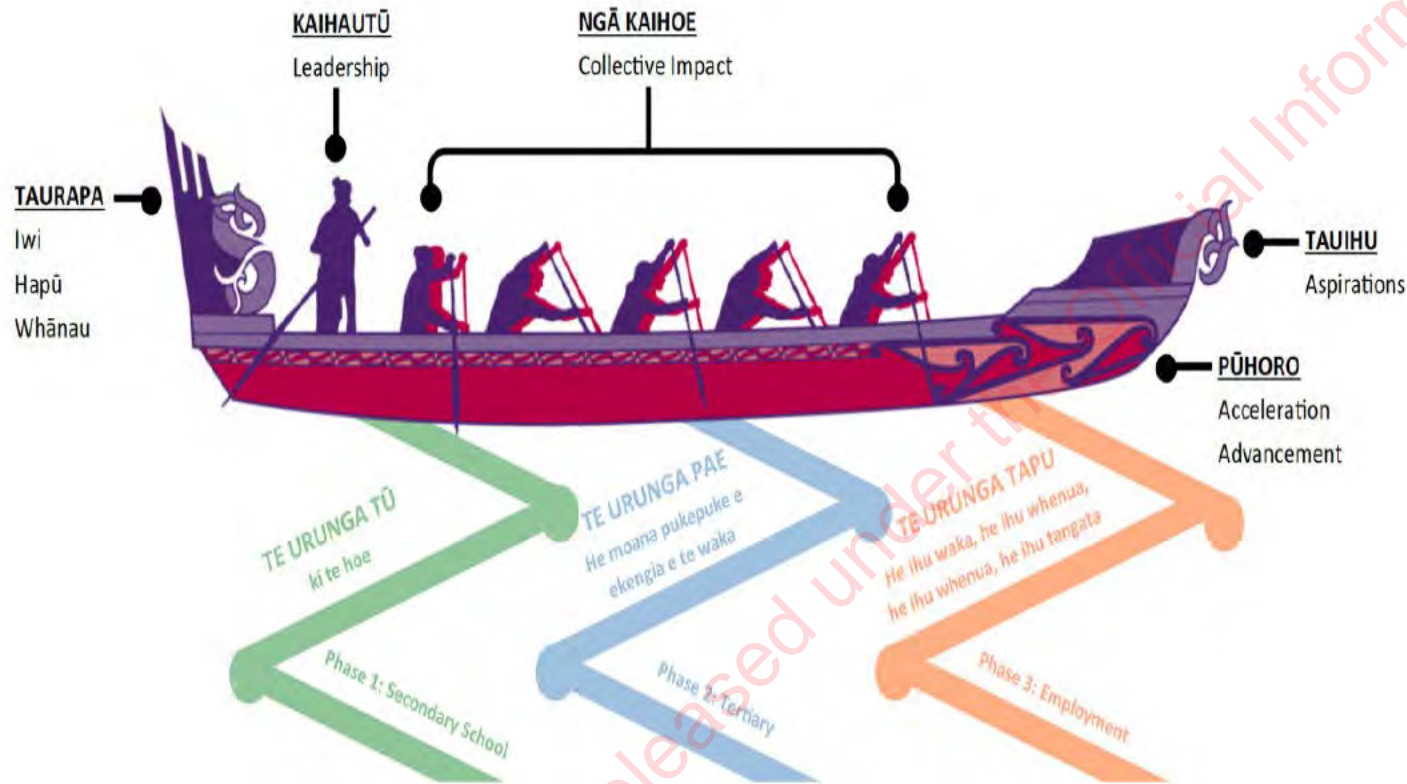 KAIHAUTŪ
Leadership
NGĀ KAIHOE
Collective Impact
TAURAPA
Iwi
Hapū
Whānau
TAUIHU
Aspirations
PŪHORO
Acceleration
Advancement
TE URUNGA TŪ
ki te hoe
Phase 1: Secondary School
TE URUNGA PAE
He moana pukepuke e
ekengia e te waka
Phase 2: Tertiary
TE URUNGA TAPU
He ihu waka, he ihu whenua,
he ihu whenua, he ihu tangata
Phase 3: Employment
eleased under th Official Inform